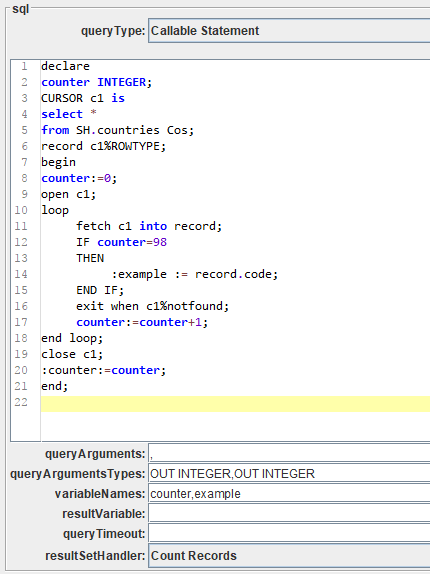 sql
queryType: Callable Statement
1 declare
2 counter INTEGER;
3 CURSOR c1 is
4 select *
5 from SH.countries Cos;
6 record c1%ROWTYPE;
7 begin
8 counter:=0;
9 open c1;
10 loop
11 fetch c1 into record;
12 IF counter=98
13 THEN
14 :example := record.code;
15 END IF;
16 exit when c1%notfound;
17 counter:=counter+1;
18 end loop;
19 close c1;
20 :counter:=counter;
21 end;
22
queryArguments: ,
queryArgumentsTypes: OUT INTEGER,OUT INTEGER
variableNames: counter,example
resultVariable:
queryTimeout:
resultSetHandler: Count Records